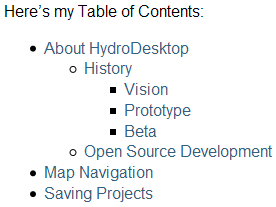 Here's my Table of Contents:
About HydroDesktop
History
Vision
Prototype
Beta
Open Source Development
Map Navigation
Saving Projects